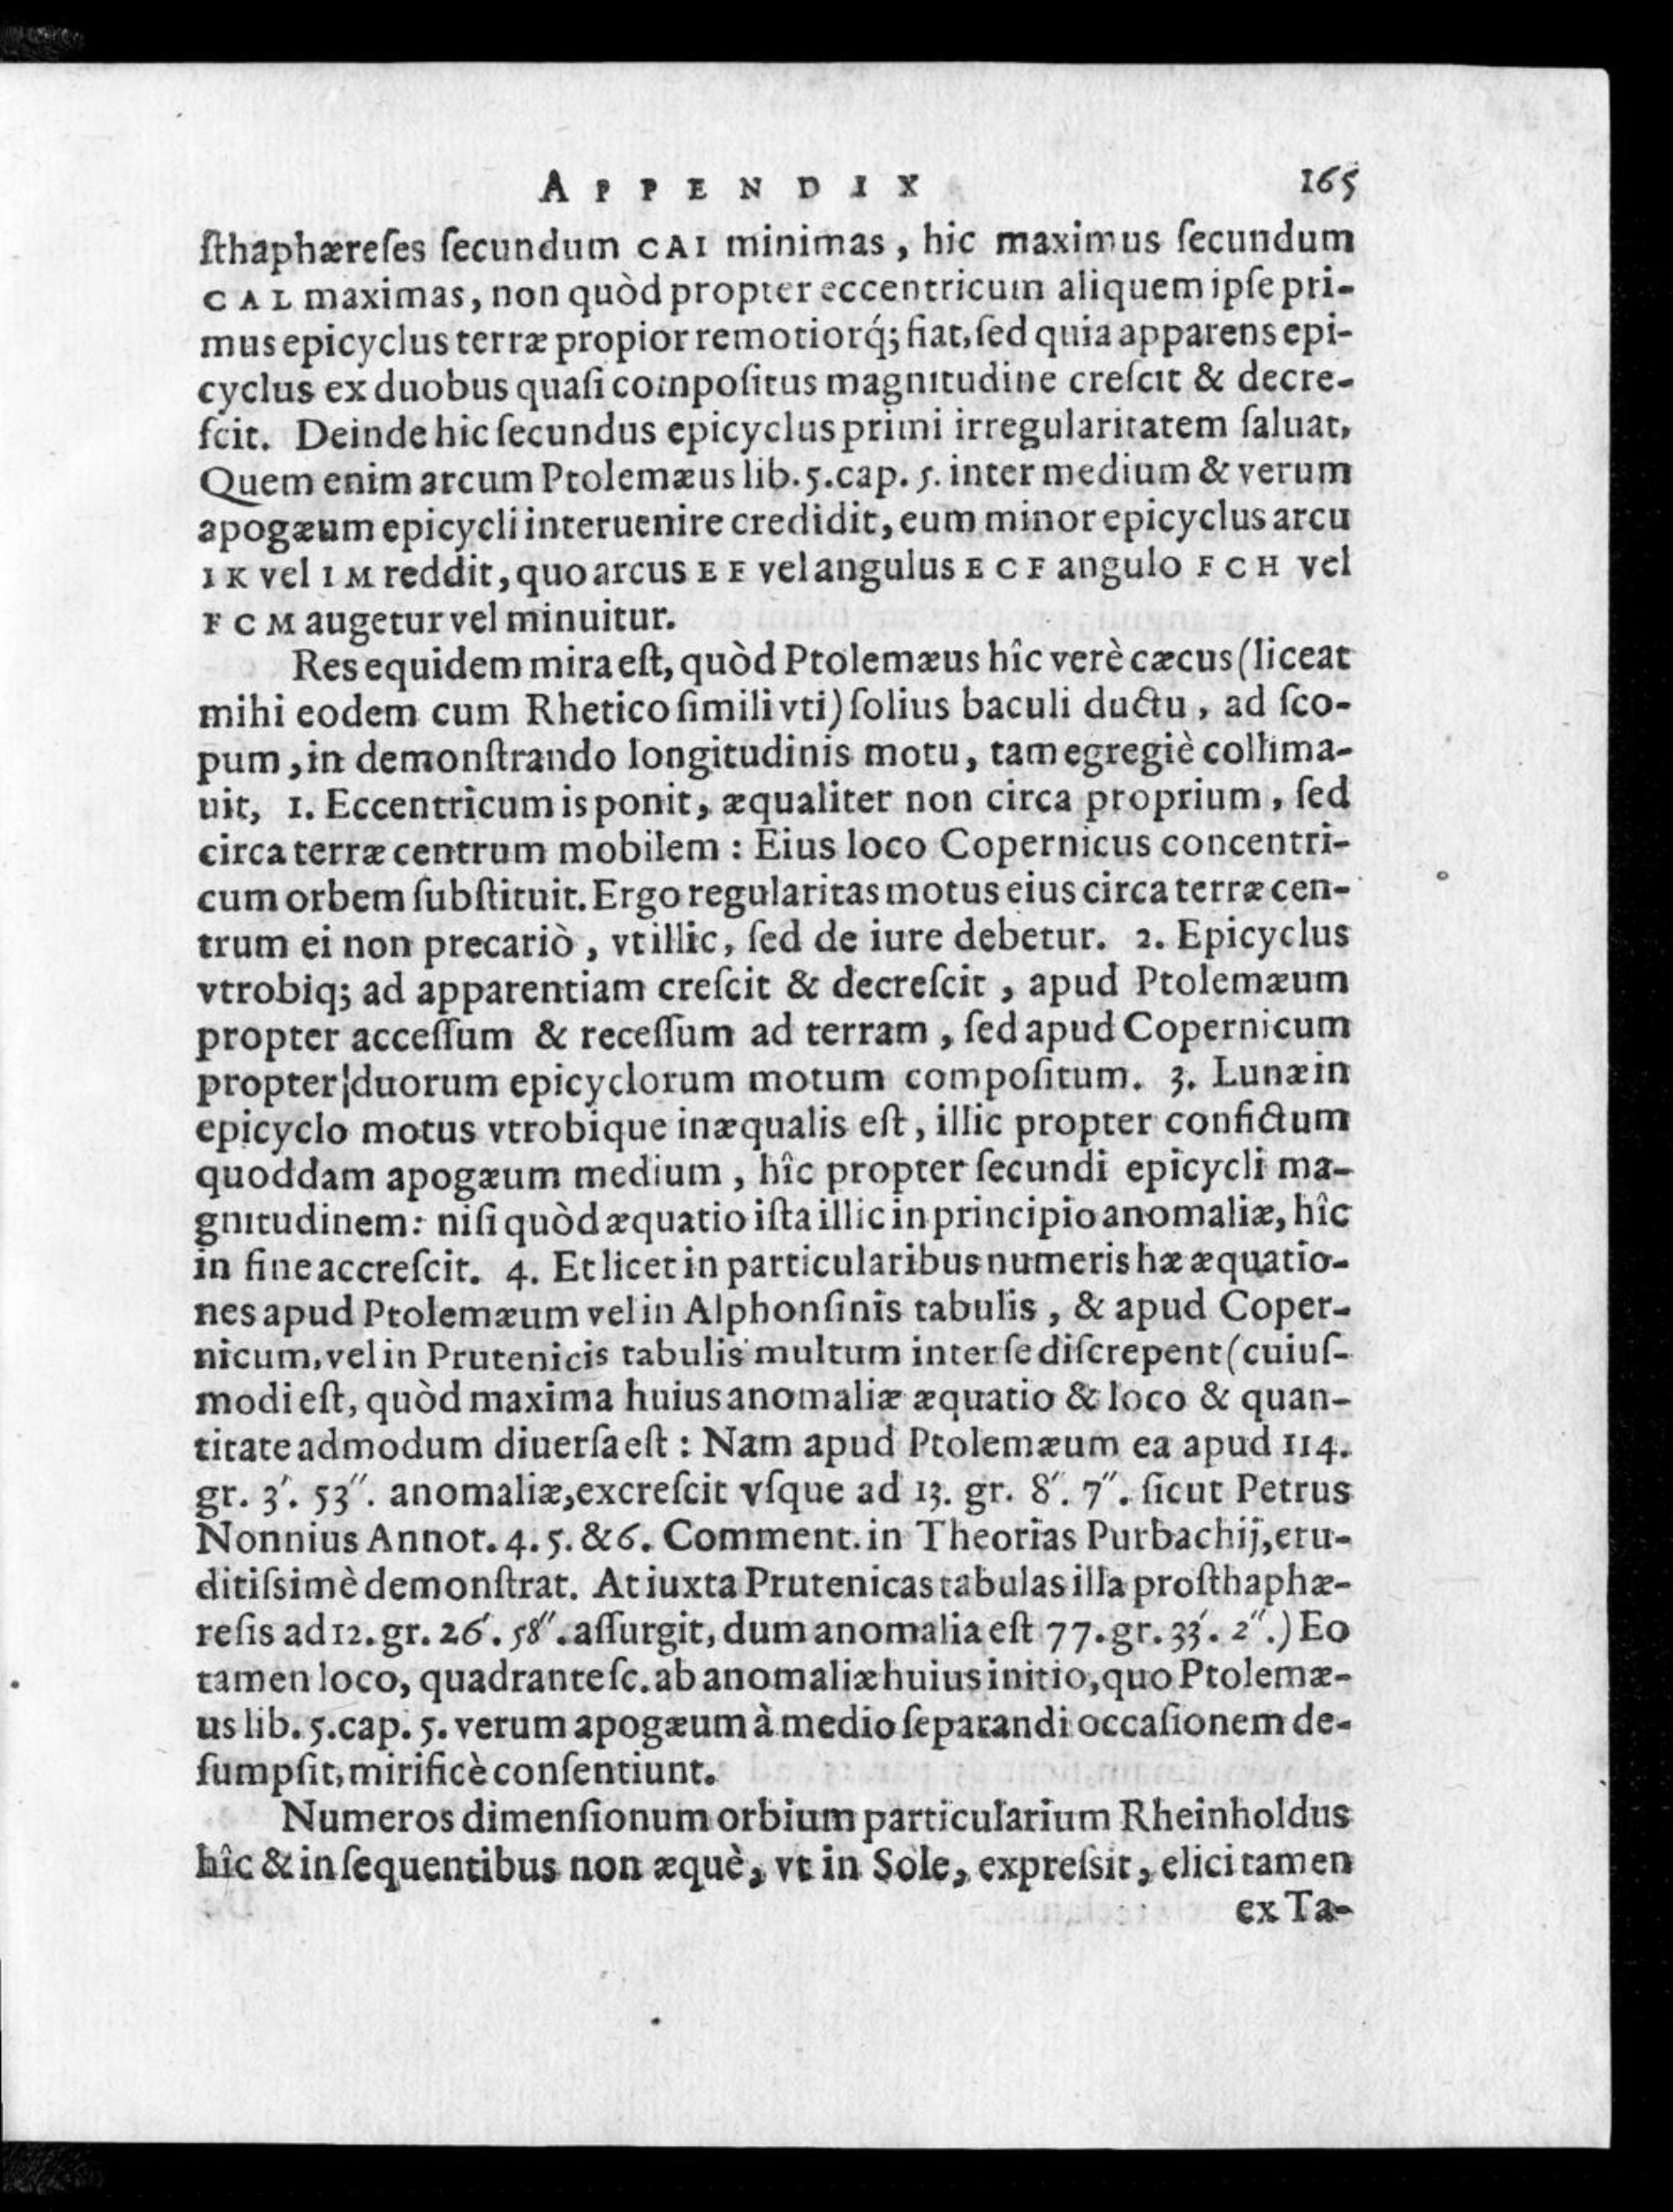 APPENDIX 165
ſthaphæreſes ſecundum CAI minimas, hic maximus ſecundum
CAL maximas, non quòd propter eccentricum aliquem ipſe pri-
mus epicyclus terræ propior remotiorq́; fiat, ſed quia apparens epi-
cyclus ex duobus quaſi compoſitus magnitudine creſcit & decre-
ſcit. Deinde hic ſecundus epicyclus primi irregularitatem ſaluat,
Quem enim arcum Ptolemæus lib. 5. cap. 5. inter medium & verum
apogæum epicycli interuenire credidit, eum minor epicyclus arcu
IK vel IM reddit, quo arcus EF vel angulus ECF angulo FCH vel
FCM augetur vel minuitur.
Res equidem mira eſt, quòd Ptolemæus hîc verè cæcus (liceat
mihi eodem cum Rhetico ſimili vti) ſolius baculi ductu, ad ſco-
pum, in demonſtrando longitudinis motu, tam egregiè collima-
uit, 1. Eccentricum is ponit, æqualiter non circa proprium, ſed
circa terræ centrum mobilem : Eius loco Copernicus concentri-
cum orbem ſubſtituit. Ergo regularitas motus eius circa terræ cen-
trum ei non precariò, vt illic, ſed de iure debetur. 2. Epicyclus
vtrobiq; ad apparentiam creſcit & decreſcit, apud Ptolemæum
propter acceſſum & receſſum ad terram, ſed apud Copernicum
propter|duorum epicyclorum motum compoſitum. 3. Lunæ in
epicyclo motus vtrobique inæqualis eſt, illic propter confictum
quoddam apogæum medium, hîc propter ſecundi epicycli ma-
gnitudinem: niſi quòd æquatio iſta illic in principio anomaliæ, hîc
in fine accreſcit. 4. Et licet in particularibus numeris hæ æquatio-
nes apud Ptolemæum vel in Alphonſinis tabulis, & apud Coper-
nicum, vel in Prutenicis tabulis multum inter ſe diſcrepent (cuiuſ-
modi eſt, quòd maxima huius anomaliæ æquatio & loco & quan-
titate admodum diuerſa eſt : Nam apud Ptolemæum ea apud 114.
gr. 3′. 53″. anomaliæ, excreſcit vſque ad 13. gr. 8″. 7″. ſicut Petrus
Nonnius Annot. 4. 5. & 6. Comment. in Theorias Purbachij, eru-
ditiſsimè demonſtrat. At iuxta Prutenicas tabulas illa proſthaphæ-
reſis ad 12. gr. 26′. 58″. aſſurgit, dum anomalia eſt 77. gr. 33′. 2″.) Eo
tamen loco, quadrante ſc. ab anomaliæ huius initio, quo Ptolemæ-
us lib. 5. cap. 5. verum apogæum à medio ſeparandi occaſionem de-
ſumpſit, mirificè conſentiunt.
Numeros dimenſionum orbium particularium Rheinholdus
hîc & in ſequentibus non æquè, vt in Sole, expreſsit, elici tamen
ex Ta-